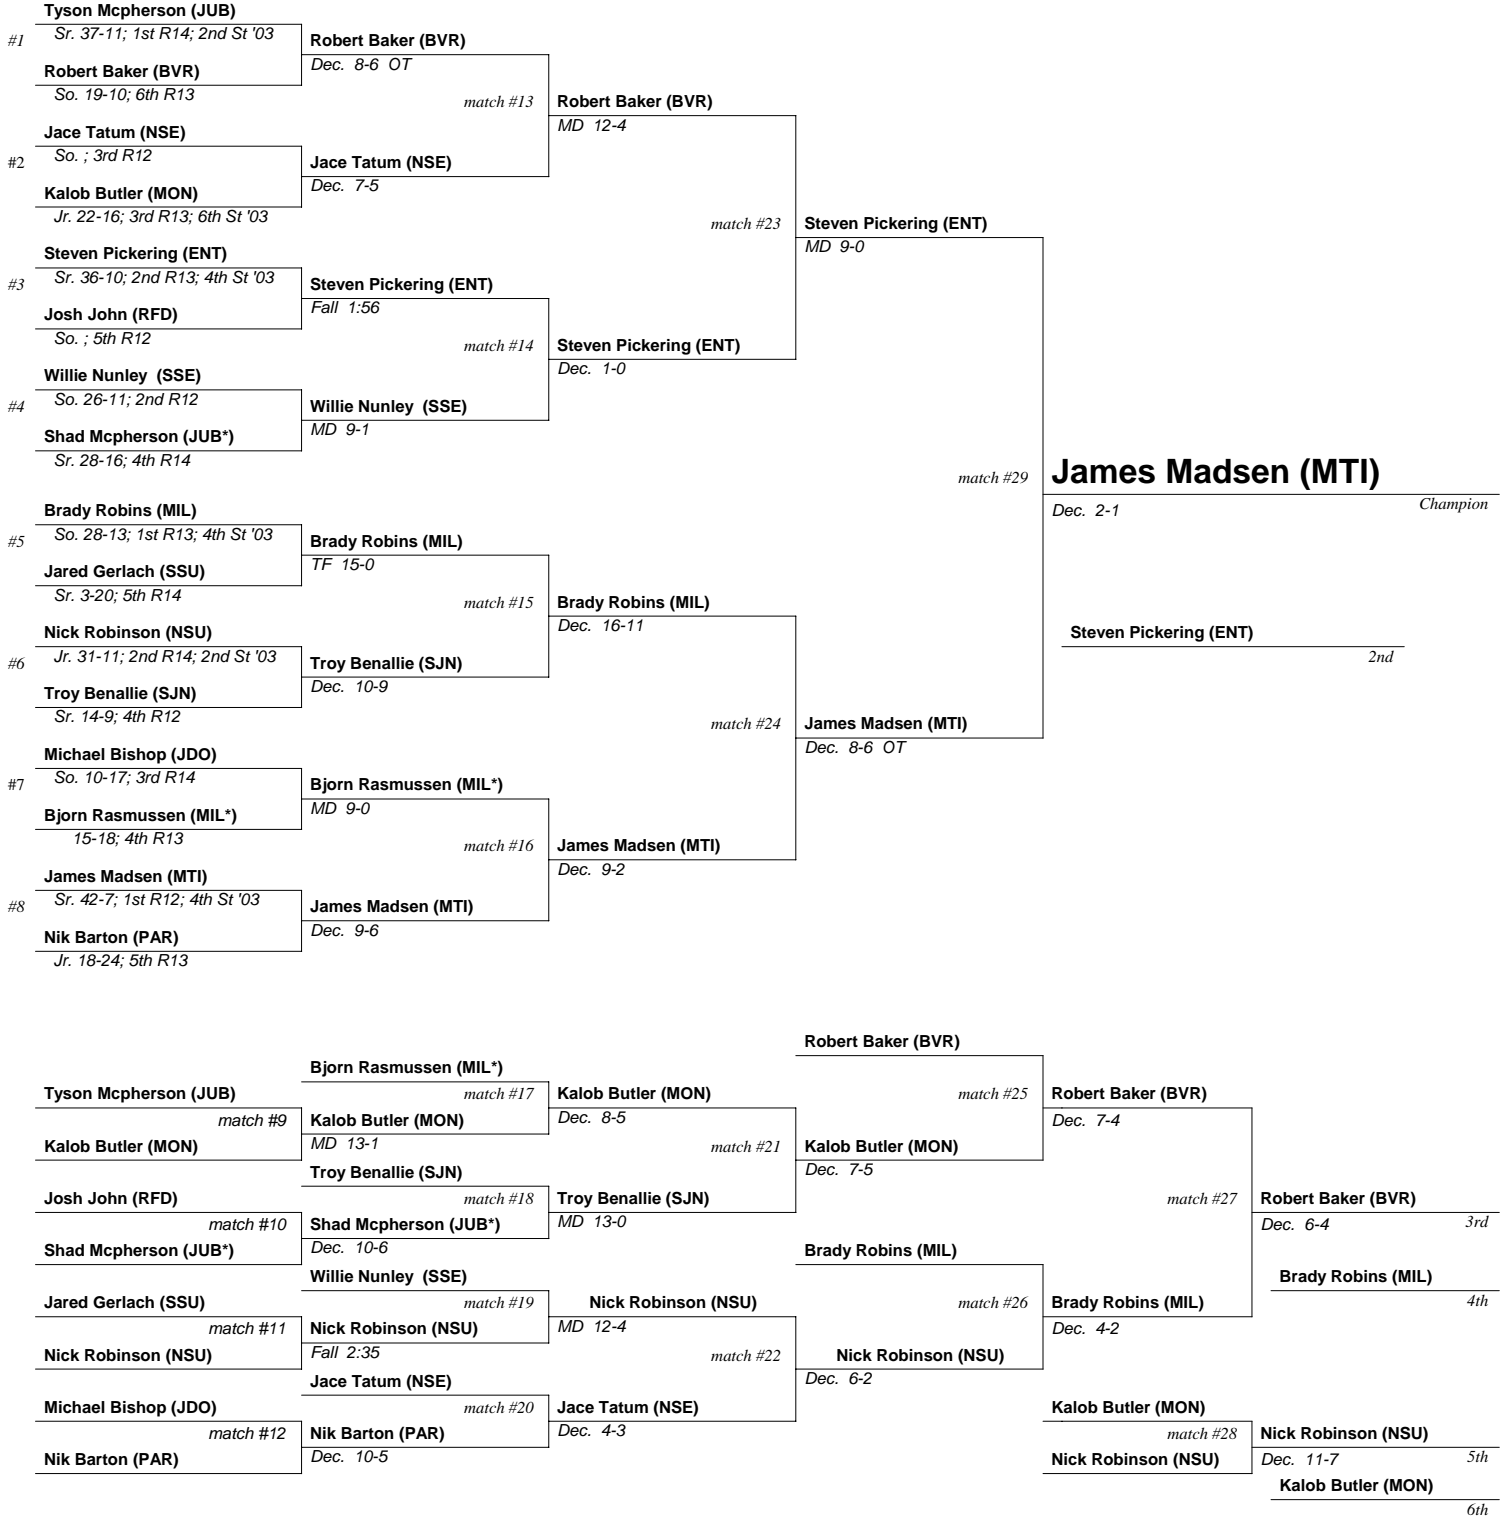 Tyson Mcpherson (JUB)
#1
Sr. 37-11; 1st R14; 2nd St '03
Robert Baker (BVR)
Dec. 8-6 OT
Robert Baker (BVR)
So. 19-10; 6th R13
match #13
Robert Baker (BVR)
MD 12-4
Jace Tatum (NSE)
#2
So. ; 3rd R12
Jace Tatum (NSE)
Dec. 7-5
Kalob Butler (MON)
Jr. 22-16; 3rd R13; 6th St '03
match #23
Steven Pickering (ENT)
MD 9-0
Steven Pickering (ENT)
#3
Sr. 36-10; 2nd R13; 4th St '03
Steven Pickering (ENT)
Fall 1:56
Josh John (RFD)
So. ; 5th R12
match #14
Steven Pickering (ENT)
Dec. 1-0
Willie Nunley (SSE)
#4
So. 26-11; 2nd R12
Willie Nunley (SSE)
MD 9-1
Shad Mcpherson (JUB*)
Sr. 28-16; 4th R14
match #29
James Madsen (MTI)
Dec. 2-1
Champion
Brady Robins (MIL)
#5
So. 28-13; 1st R13; 4th St '03
Brady Robins (MIL)
TF 15-0
Jared Gerlach (SSU)
Sr. 3-20; 5th R14
match #15
Brady Robins (MIL)
Dec. 16-11
Steven Pickering (ENT)
2nd
Nick Robinson (NSU)
#6
Jr. 31-11; 2nd R14; 2nd St '03
Troy Benallie (SJN)
Dec. 10-9
Troy Benallie (SJN)
Sr. 14-9; 4th R12
match #24
James Madsen (MTI)
Dec. 8-6 OT
Michael Bishop (JDO)
#7
So. 10-17; 3rd R14
Bjorn Rasmussen (MIL*)
MD 9-0
Bjorn Rasmussen (MIL*)
15-18; 4th R13
match #16
James Madsen (MTI)
Dec. 9-2
James Madsen (MTI)
#8
Sr. 42-7; 1st R12; 4th St '03
James Madsen (MTI)
Dec. 9-6
Nik Barton (PAR)
Jr. 18-24; 5th R13
Robert Baker (BVR)
Bjorn Rasmussen (MIL*)
Tyson Mcpherson (JUB)
match #17
Kalob Butler (MON)
Dec. 8-5
match #25
Robert Baker (BVR)
Dec. 7-4
match #9
Kalob Butler (MON)
MD 13-1
Kalob Butler (MON)
match #21
Kalob Butler (MON)
Dec. 7-5
Troy Benallie (SJN)
Josh John (RFD)
match #18
Troy Benallie (SJN)
MD 13-0
match #27
Robert Baker (BVR)
Dec. 6-4
3rd
match #10
Shad Mcpherson (JUB*)
Dec. 10-6
Shad Mcpherson (JUB*)
Brady Robins (MIL)
Willie Nunley (SSE)
Brady Robins (MIL)
4th
Jared Gerlach (SSU)
match #19
Nick Robinson (NSU)
MD 12-4
match #26
Brady Robins (MIL)
Dec. 4-2
match #11
Nick Robinson (NSU)
Fall 2:35
Nick Robinson (NSU)
match #22
Nick Robinson (NSU)
Dec. 6-2
Jace Tatum (NSE)
Michael Bishop (JDO)
match #20
Jace Tatum (NSE)
Dec. 4-3
Kalob Butler (MON)
match #12
Nik Barton (PAR)
Dec. 10-5
Nik Barton (PAR)
match #28
Nick Robinson (NSU)
Nick Robinson (NSU)
Dec. 11-7
5th
Kalob Butler (MON)
6th